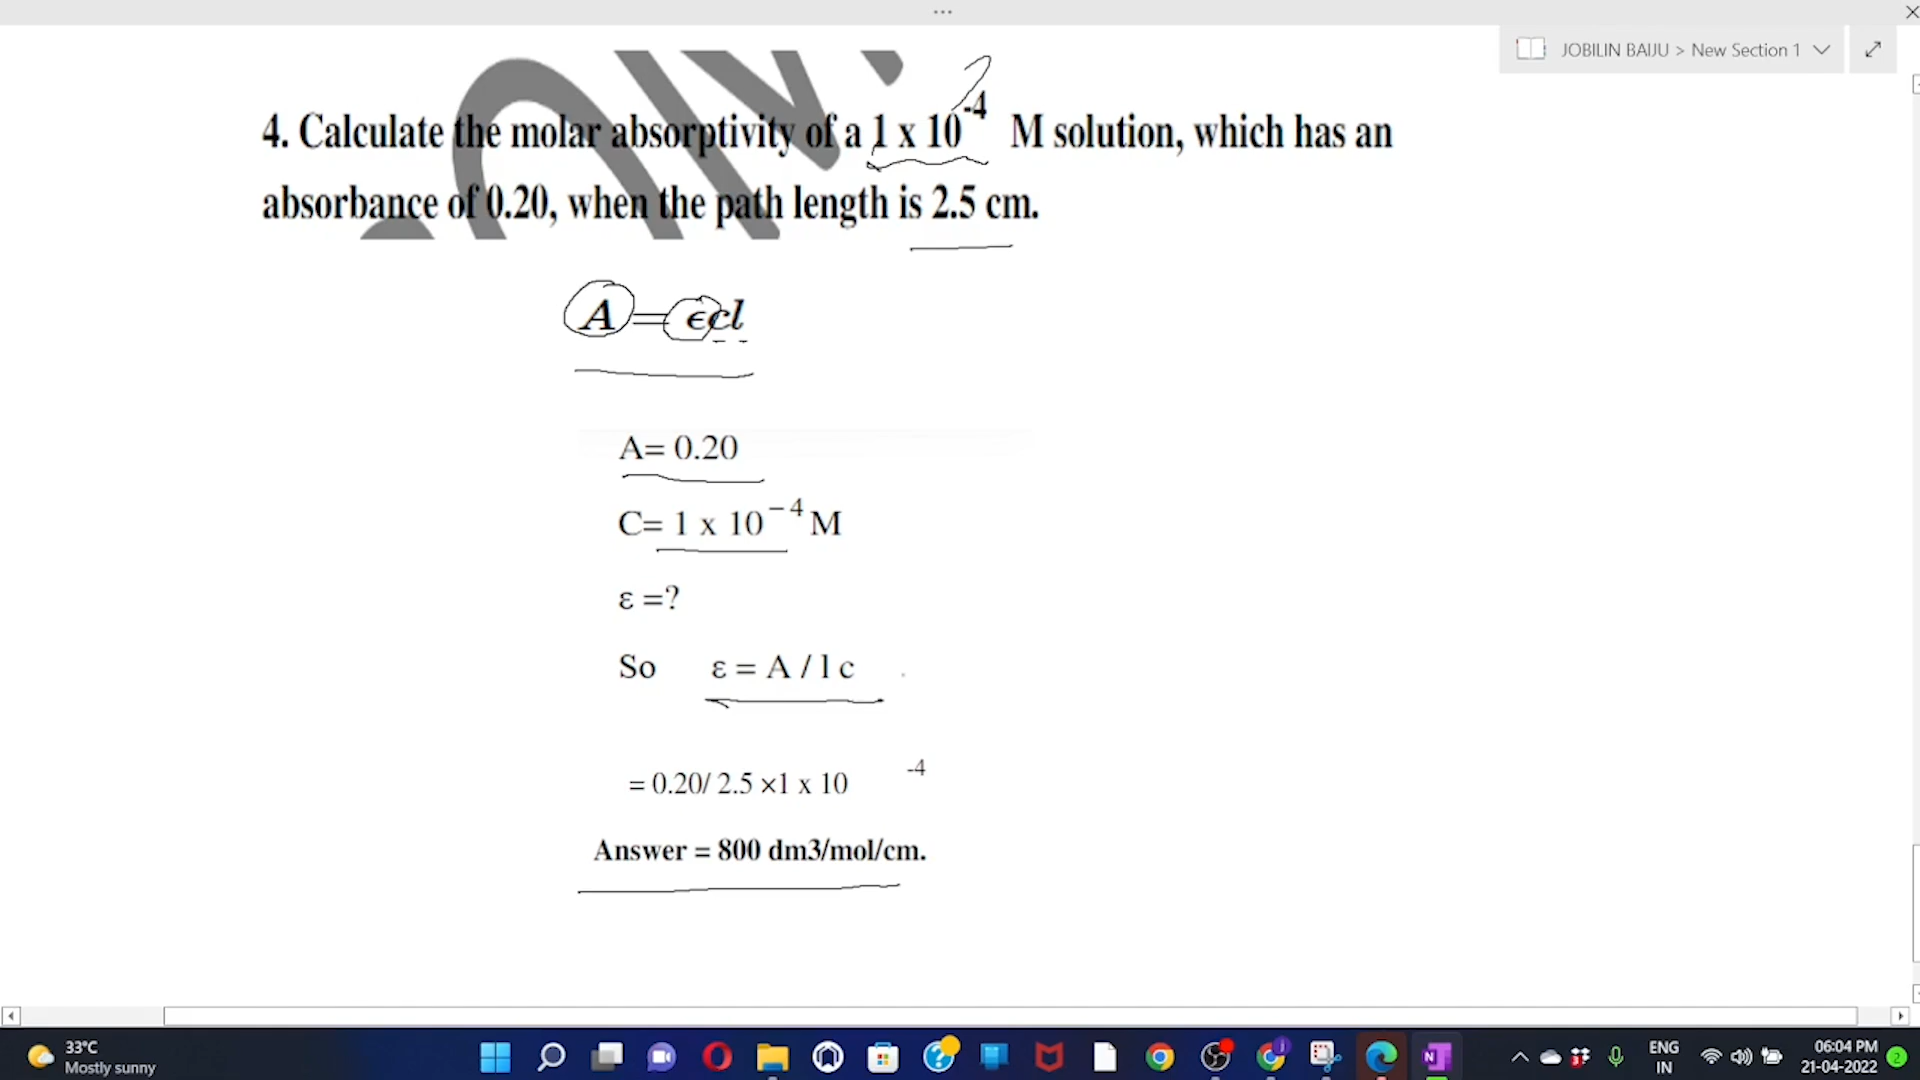 ...
JOBILIN BAIJU > New Section 1
4. Calculate the molar absorptivity of a 1 x 10-4 M solution, which has an
absorbance of 0.20, when the path length is 2.5 cm.
A=ϵcl
A= 0.20
C= 1 x 10−4 M
ε =?
So ε = A / l c
= 0.20/ 2.5 ×1 x 10 -4
Answer = 800 dm3/mol/cm.
33°C
Mostly sunny
ENG
IN
06:04 PM
21-04-2022
2